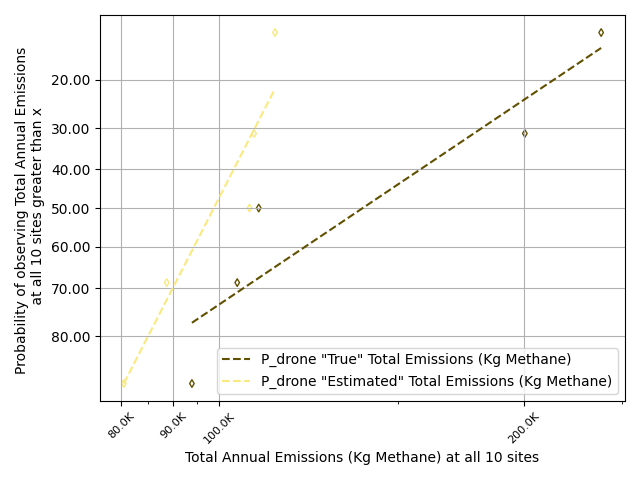 Probability of observing Total Annual Emissions
at all 10 sites greater than x
20.00
30.00
40.00
50.00
60.00
70.00
80.00
P_drone "True" Total Emissions (Kg Methane)
P_drone "Estimated" Total Emissions (Kg Methane)
80.0K
90.0K
100.0K
200.0K
Total Annual Emissions (Kg Methane) at all 10 sites